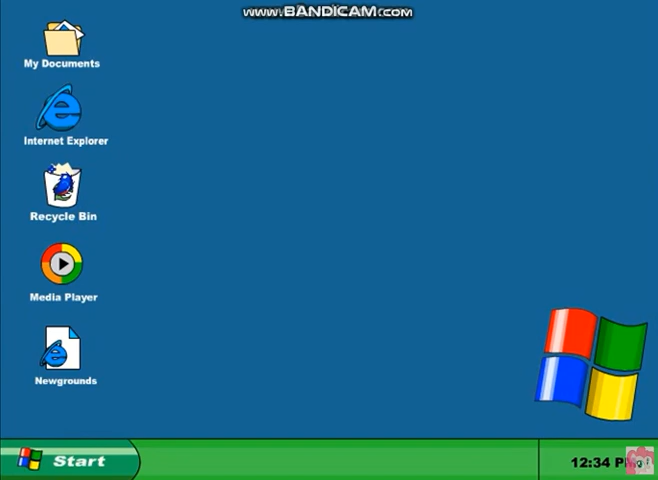 www.BANDICAM.com
My Documents
Internet Explorer
Recycle Bin
Media Player
Newgrounds
Start
12:34